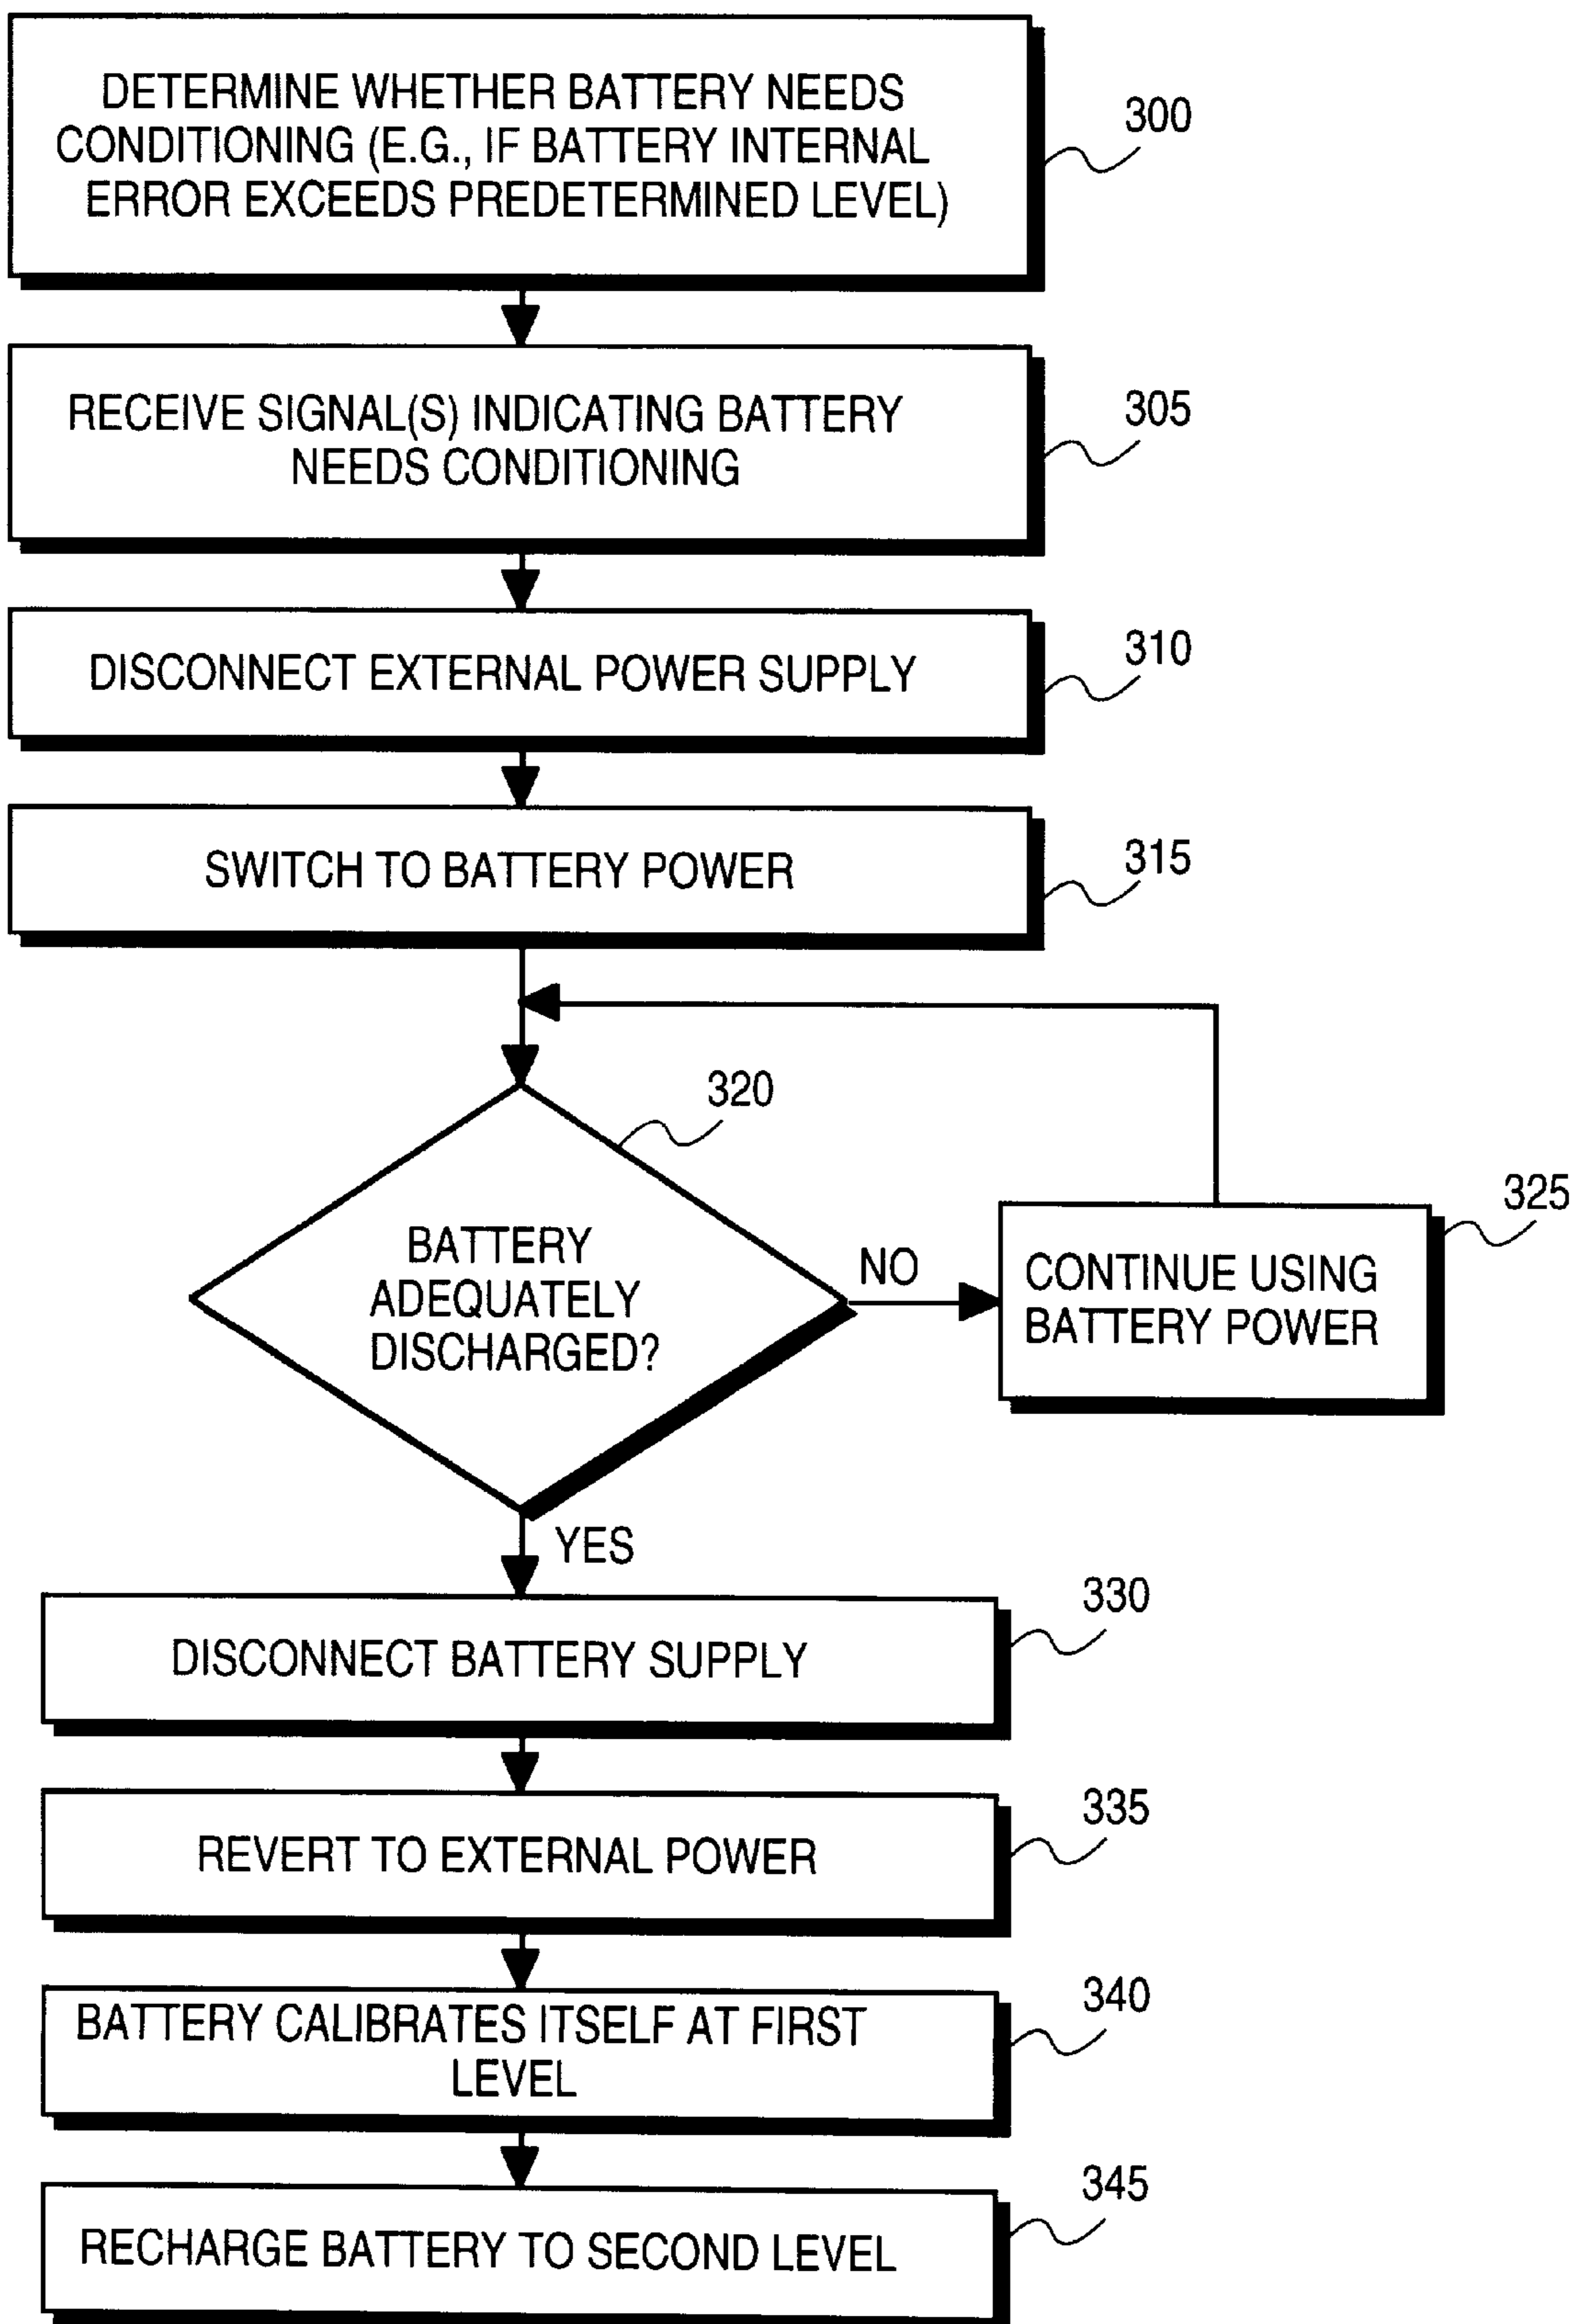 DETERMINE WHETHER BATTERY NEEDS
CONDITIONING (E.G., IF BATTERY INTERNAL
ERROR EXCEEDS PREDETERMINED LEVEL)
300
RECEIVE SIGNAL(S) INDICATING BATTERY
NEEDS CONDITIONING
305
DISCONNECT EXTERNAL POWER SUPPLY
310
SWITCH TO BATTERY POWER
315
320
BATTERY
ADEQUATELY
DISCHARGED?
NO
CONTINUE USING
BATTERY POWER
325
YES
DISCONNECT BATTERY SUPPLY
330
REVERT TO EXTERNAL POWER
335
BATTERY CALIBRATES ITSELF AT FIRST
LEVEL
340
RECHARGE BATTERY TO SECOND LEVEL
345